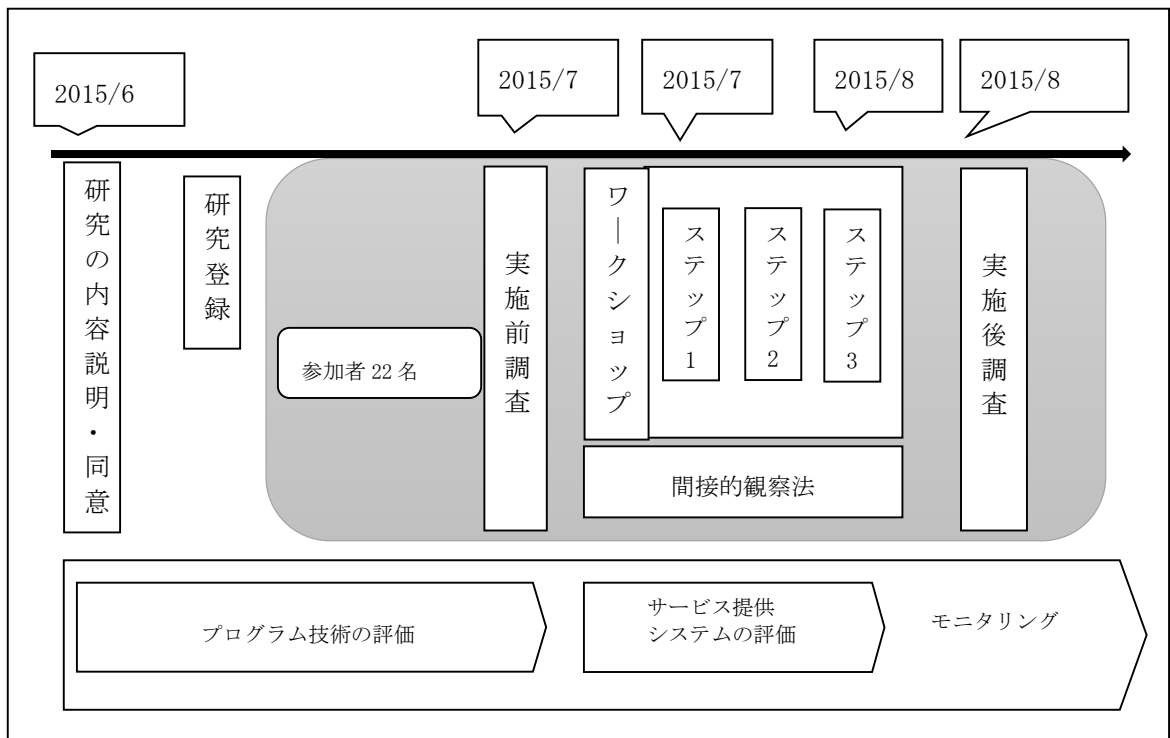 2015/6
2015/7
2015/7
2015/8
2015/8
研究の内容説明・同意
研究登録
参加者 22 名
実施前調査
ワークショップ
ステップ1
ステップ2
ステップ3
間接的観察法
実施後調査
プログラム技術の評価
サービス提供
システムの評価
モニタリング